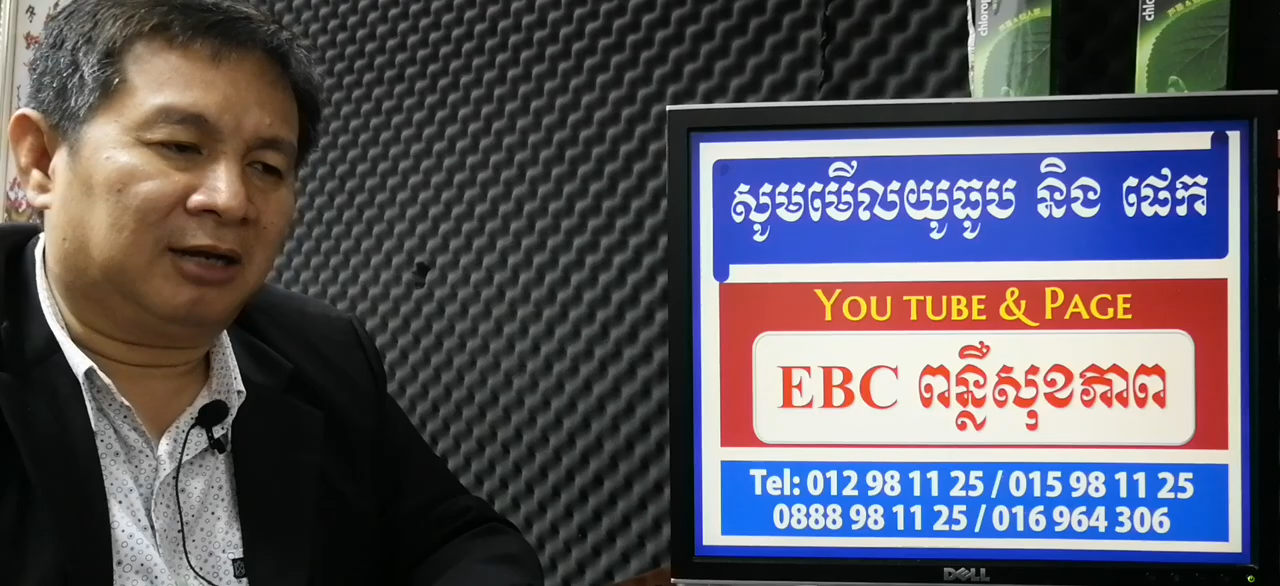 សូមមើលយូធូប និង ផេក
YOU TUBE & PAGE
EBC ពន្លឺសុខភាព
Tel: 012 98 11 25 / 015 98 11 25
0888 98 11 25 / 016 964 306
DELL